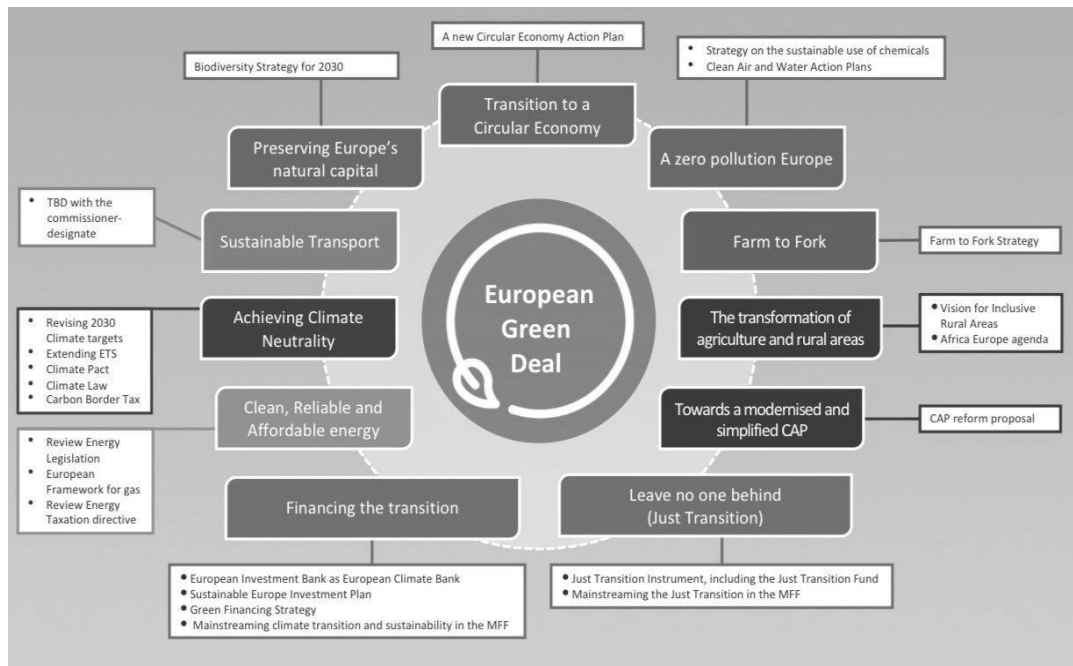 A new Circular Economy Action Plan
Biodiversity Strategy for 2030
• Strategy on the sustainable use of chemicals
• Clean Air and Water Action Plans
Transition to a
Circular Economy
Preserving Europe's
natural capital
A zero pollution Europe
• TBD with the
commissioner-
designate
Sustainable Transport
Farm to Fork
Farm to Fork Strategy
European
Green
Deal
• Revising 2030
Climate targets
• Extending ETS
• Climate Pact
• Climate Law
• Carbon Border Tax
Achieving Climate
Neutrality
The transformation of
agriculture and rural areas
• Vision for Inclusive
Rural Areas
• Africa Europe agenda
Clean, Reliable and
Affordable energy
Towards a modernised and
simplified CAP
CAP reform proposal
• Review Energy
Legislation
• European
Framework for gas
• Review Energy
Taxation directive
Financing the transition
Leave no one behind
(Just Transition)
• European Investment Bank as European Climate Bank
• Sustainable Europe Investment Plan
• Green Financing Strategy
• Mainstreaming climate transition and sustainability in the MFF
• Just Transition Instrument, including the Just Transition Fund
• Mainstreaming the Just Transition in the MFF